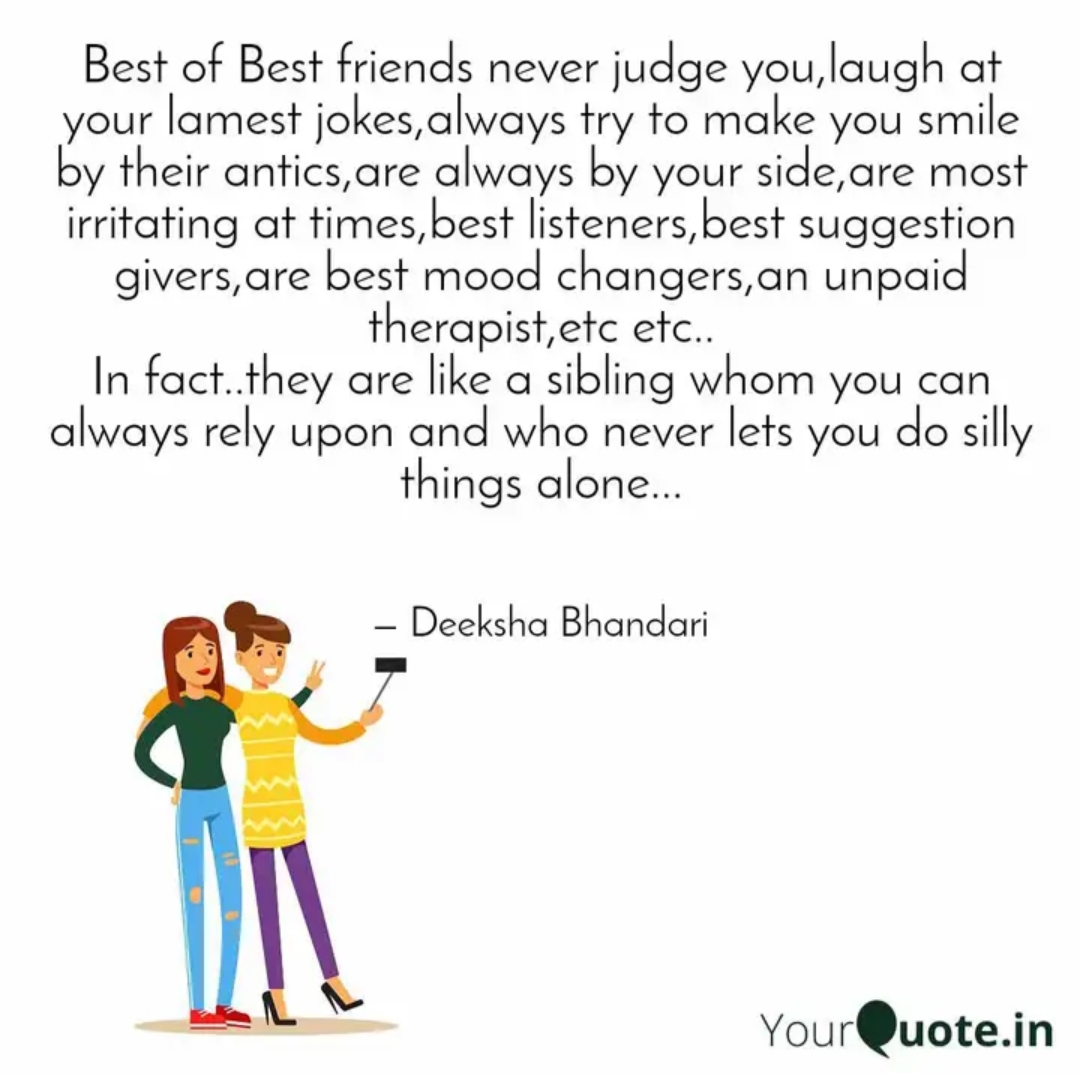 Best of Best friends never judge you,laugh at
your lamest jokes,always try to make you smile
by their antics,are always by your side,are most
irritating at times,best listeners,best suggestion
givers,are best mood changers,an unpaid
therapist,etc etc..
In fact..they are like a sibling whom you can
always rely upon and who never lets you do silly
things alone...
– Deeksha Bhandari
YourQuote.in